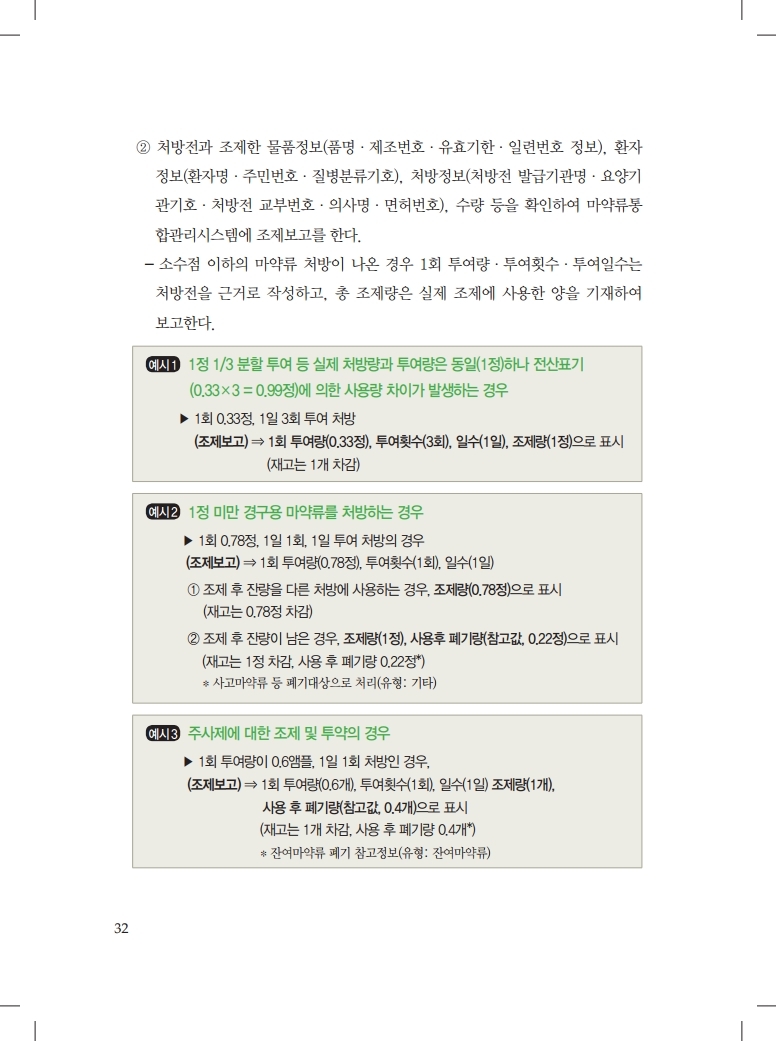 ② 처방전과 조제한 물품정보(품명 · 제조번호 · 유효기한 · 일련번호 정보), 환자
정보(환자명 · 주민번호 · 질병분류기호), 처방정보(처방전 발급기관명 · 요양기
관기호 · 처방전 교부번호 · 의사명 · 면허번호), 수량 등을 확인하여 마약류통
합관리시스템에 조제보고를 한다.
– 소수점 이하의 마약류 처방이 나온 경우 1회 투여량 · 투여횟수 · 투여일수는
처방전을 근거로 작성하고, 총 조제량은 실제 조제에 사용한 양을 기재하여
보고한다.
예시 1 1정 1/3 분할 투여 등 실제 처방량과 투여량은 동일(1정)하나 전산표기
(0.33×3 = 0.99정)에 의한 사용량 차이가 발생하는 경우
▶ 1회 0.33정, 1일 3회 투여 처방
(조제보고) ⇒ 1회 투여량(0.33정), 투여횟수(3회), 일수(1일), 조제량(1정)으로 표시
(재고는 1개 차감)
예시 2 1정 미만 경구용 마약류를 처방하는 경우
▶ 1회 0.78정, 1일 1회, 1일 투여 처방의 경우
(조제보고) ⇒ 1회 투여량(0.78정), 투여횟수(1회), 일수(1일)
① 조제 후 잔량을 다른 처방에 사용하는 경우, 조제량(0.78정)으로 표시
(재고는 0.78정 차감)
② 조제 후 잔량이 남은 경우, 조제량(1정), 사용후 폐기량(참고값, 0.22정)으로 표시
(재고는 1정 차감, 사용 후 폐기량 0.22정*)
* 사고마약류 등 폐기대상으로 처리(유형: 기타)
예시 3 주사제에 대한 조제 및 투약의 경우
▶ 1회 투여량이 0.6앰플, 1일 1회 처방인 경우,
(조제보고) ⇒ 1회 투여량(0.6개), 투여횟수(1회), 일수(1일) 조제량(1개),
사용 후 폐기량(참고값, 0.4개)으로 표시
(재고는 1개 차감, 사용 후 폐기량 0.4개*)
* 잔여마약류 폐기 참고정보(유형: 잔여마약류)
32